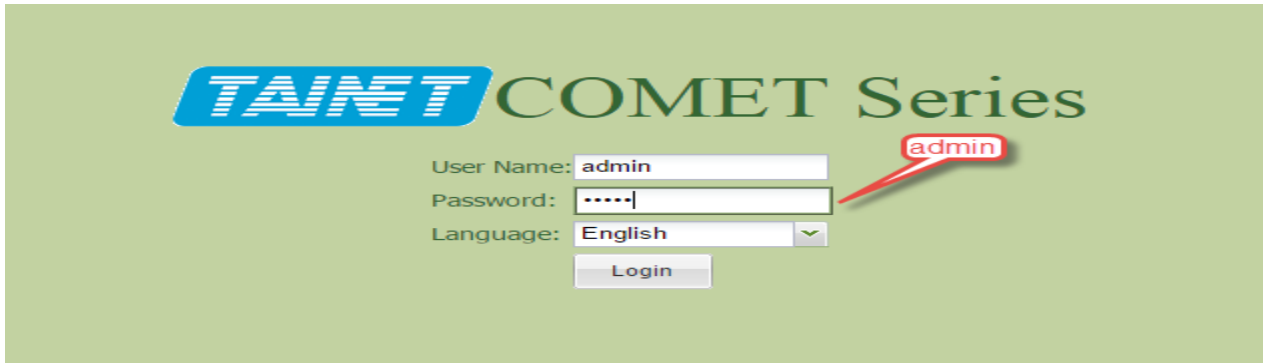 TAINET COMET Series
admin
User Name: admin
Password: •••••
Language: English
Login